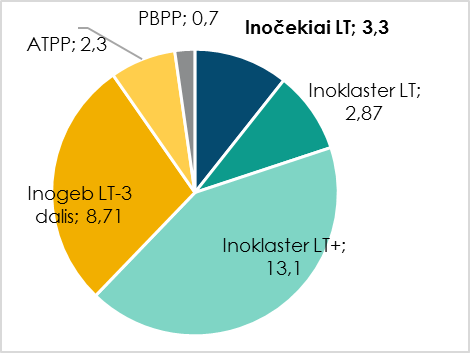 PBPP; 0,7
Inočekiai LT; 3,3
ATPP; 2,3
Inoklaster LT;
2,87
Inogeb LT-3
dalis; 8,71
Inoklaster LT+;
13,1